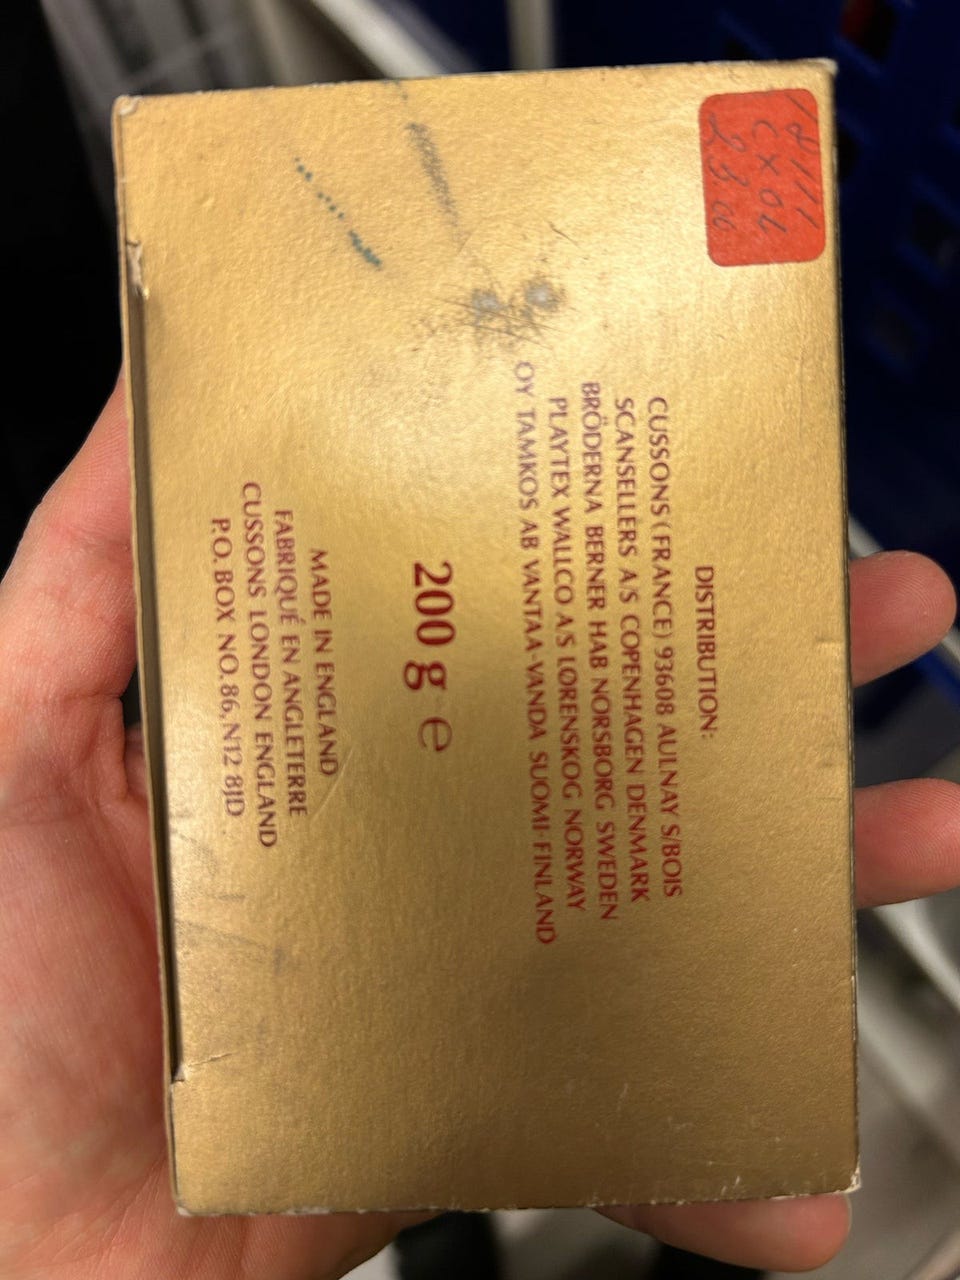 DISTRIBUTION:
CUSSONS (FRANCE) 93608 AULNAY S/BOIS
SCANSELLERS A/S COPENHAGEN DENMARK
BRÖDERNA BERNER HAB NORSBORG SWEDEN
PLAYTEX WALLCO A/S LØRENSKOG NORWAY
OY TAMKOS AB VANTAA-VANDA SUOMI-FINLAND
200 g ℮
MADE IN ENGLAND
FABRIQUÉ EN ANGLETERRE
CUSSONS LONDON ENGLAND
P.O. BOX NO. 86, N12 8JD.